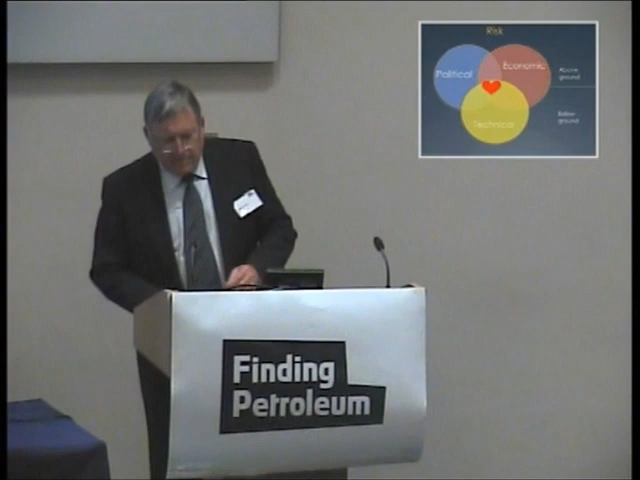 Risk
Political
Economic
Above
ground
Technical
Below
ground
Finding
Petroleum